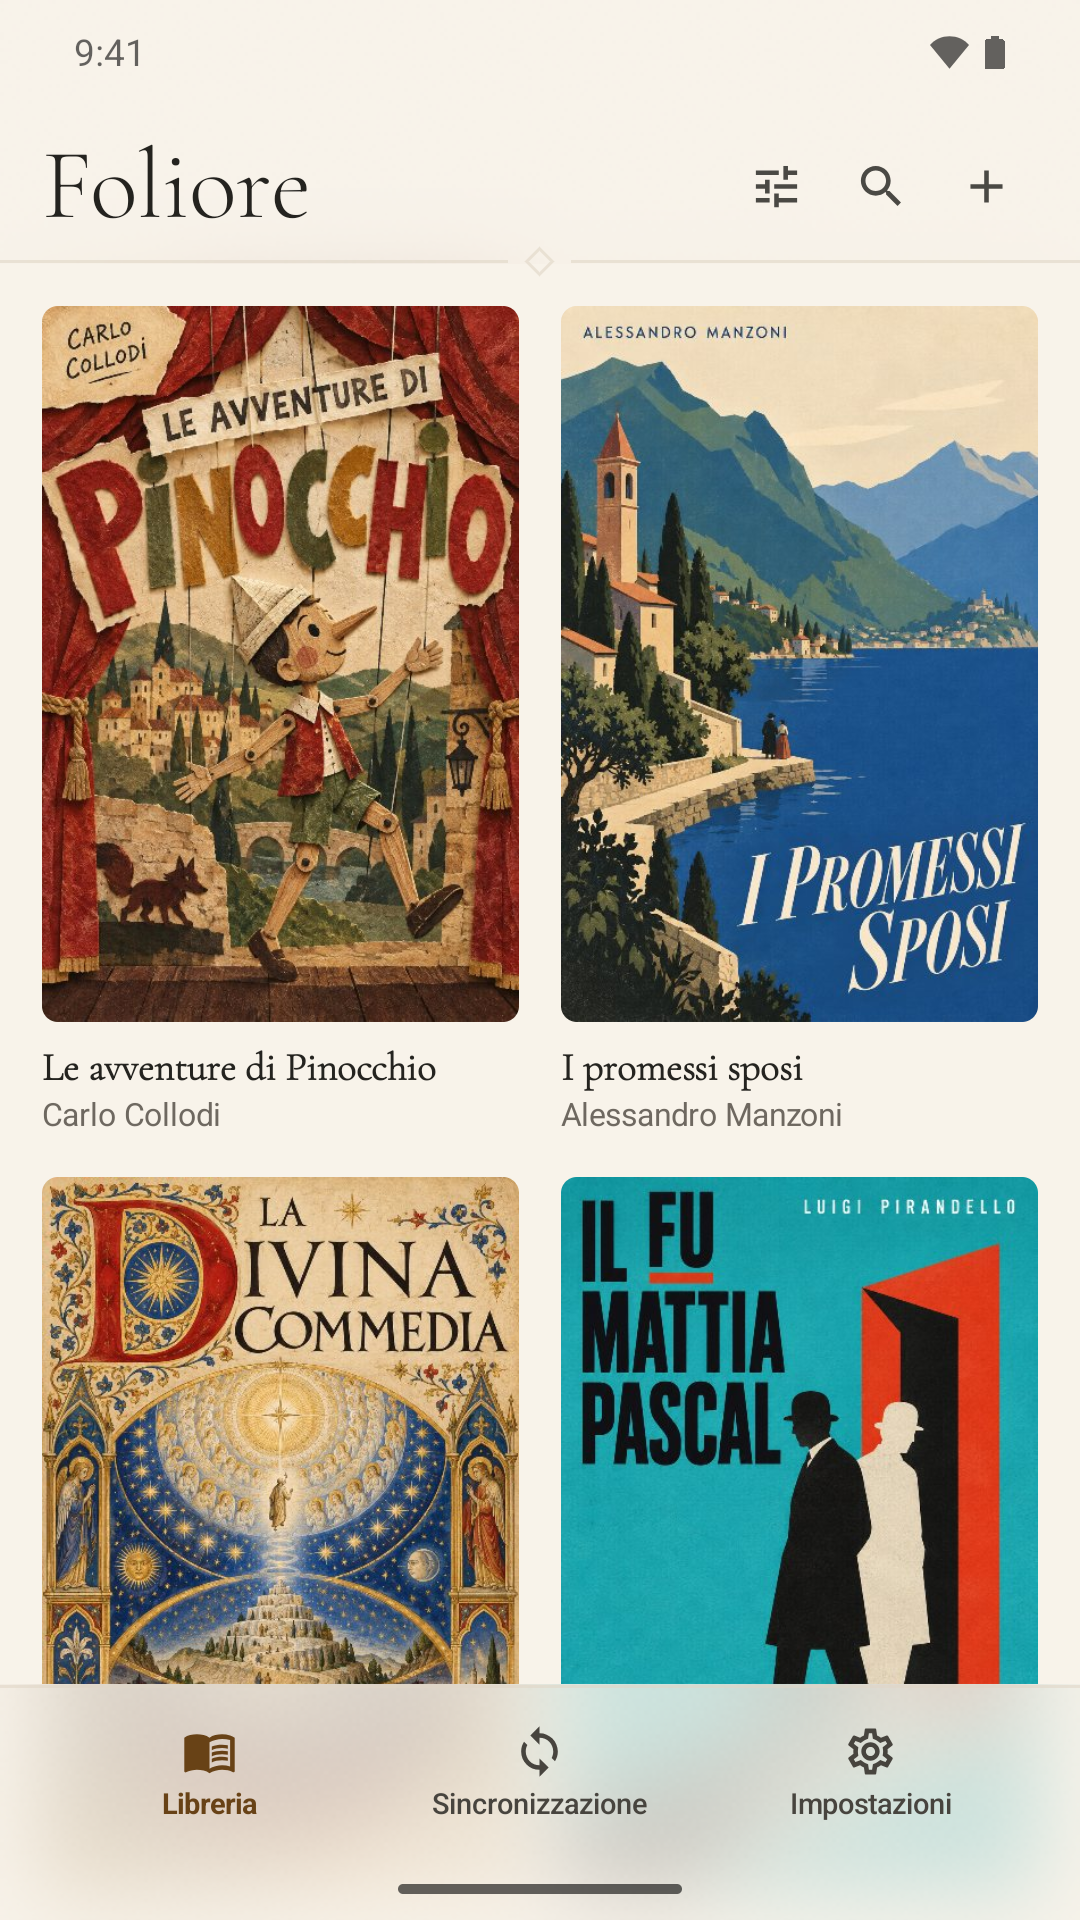 9:41
Foliore
CARLO
COLLODI
LE AVVENTURE DI
PINOCCHIO
ALESSANDRO MANZONI
I PROMESSI
SPOSI
Le avventure di Pinocchio
Carlo Collodi
I promessi sposi
Alessandro Manzoni
LA
DIVINA
COMMEDIA
LUIGI PIRANDELLO
IL FU
MATTIA
PASCAL
Libreria
Sincronizzazione
Impostazioni